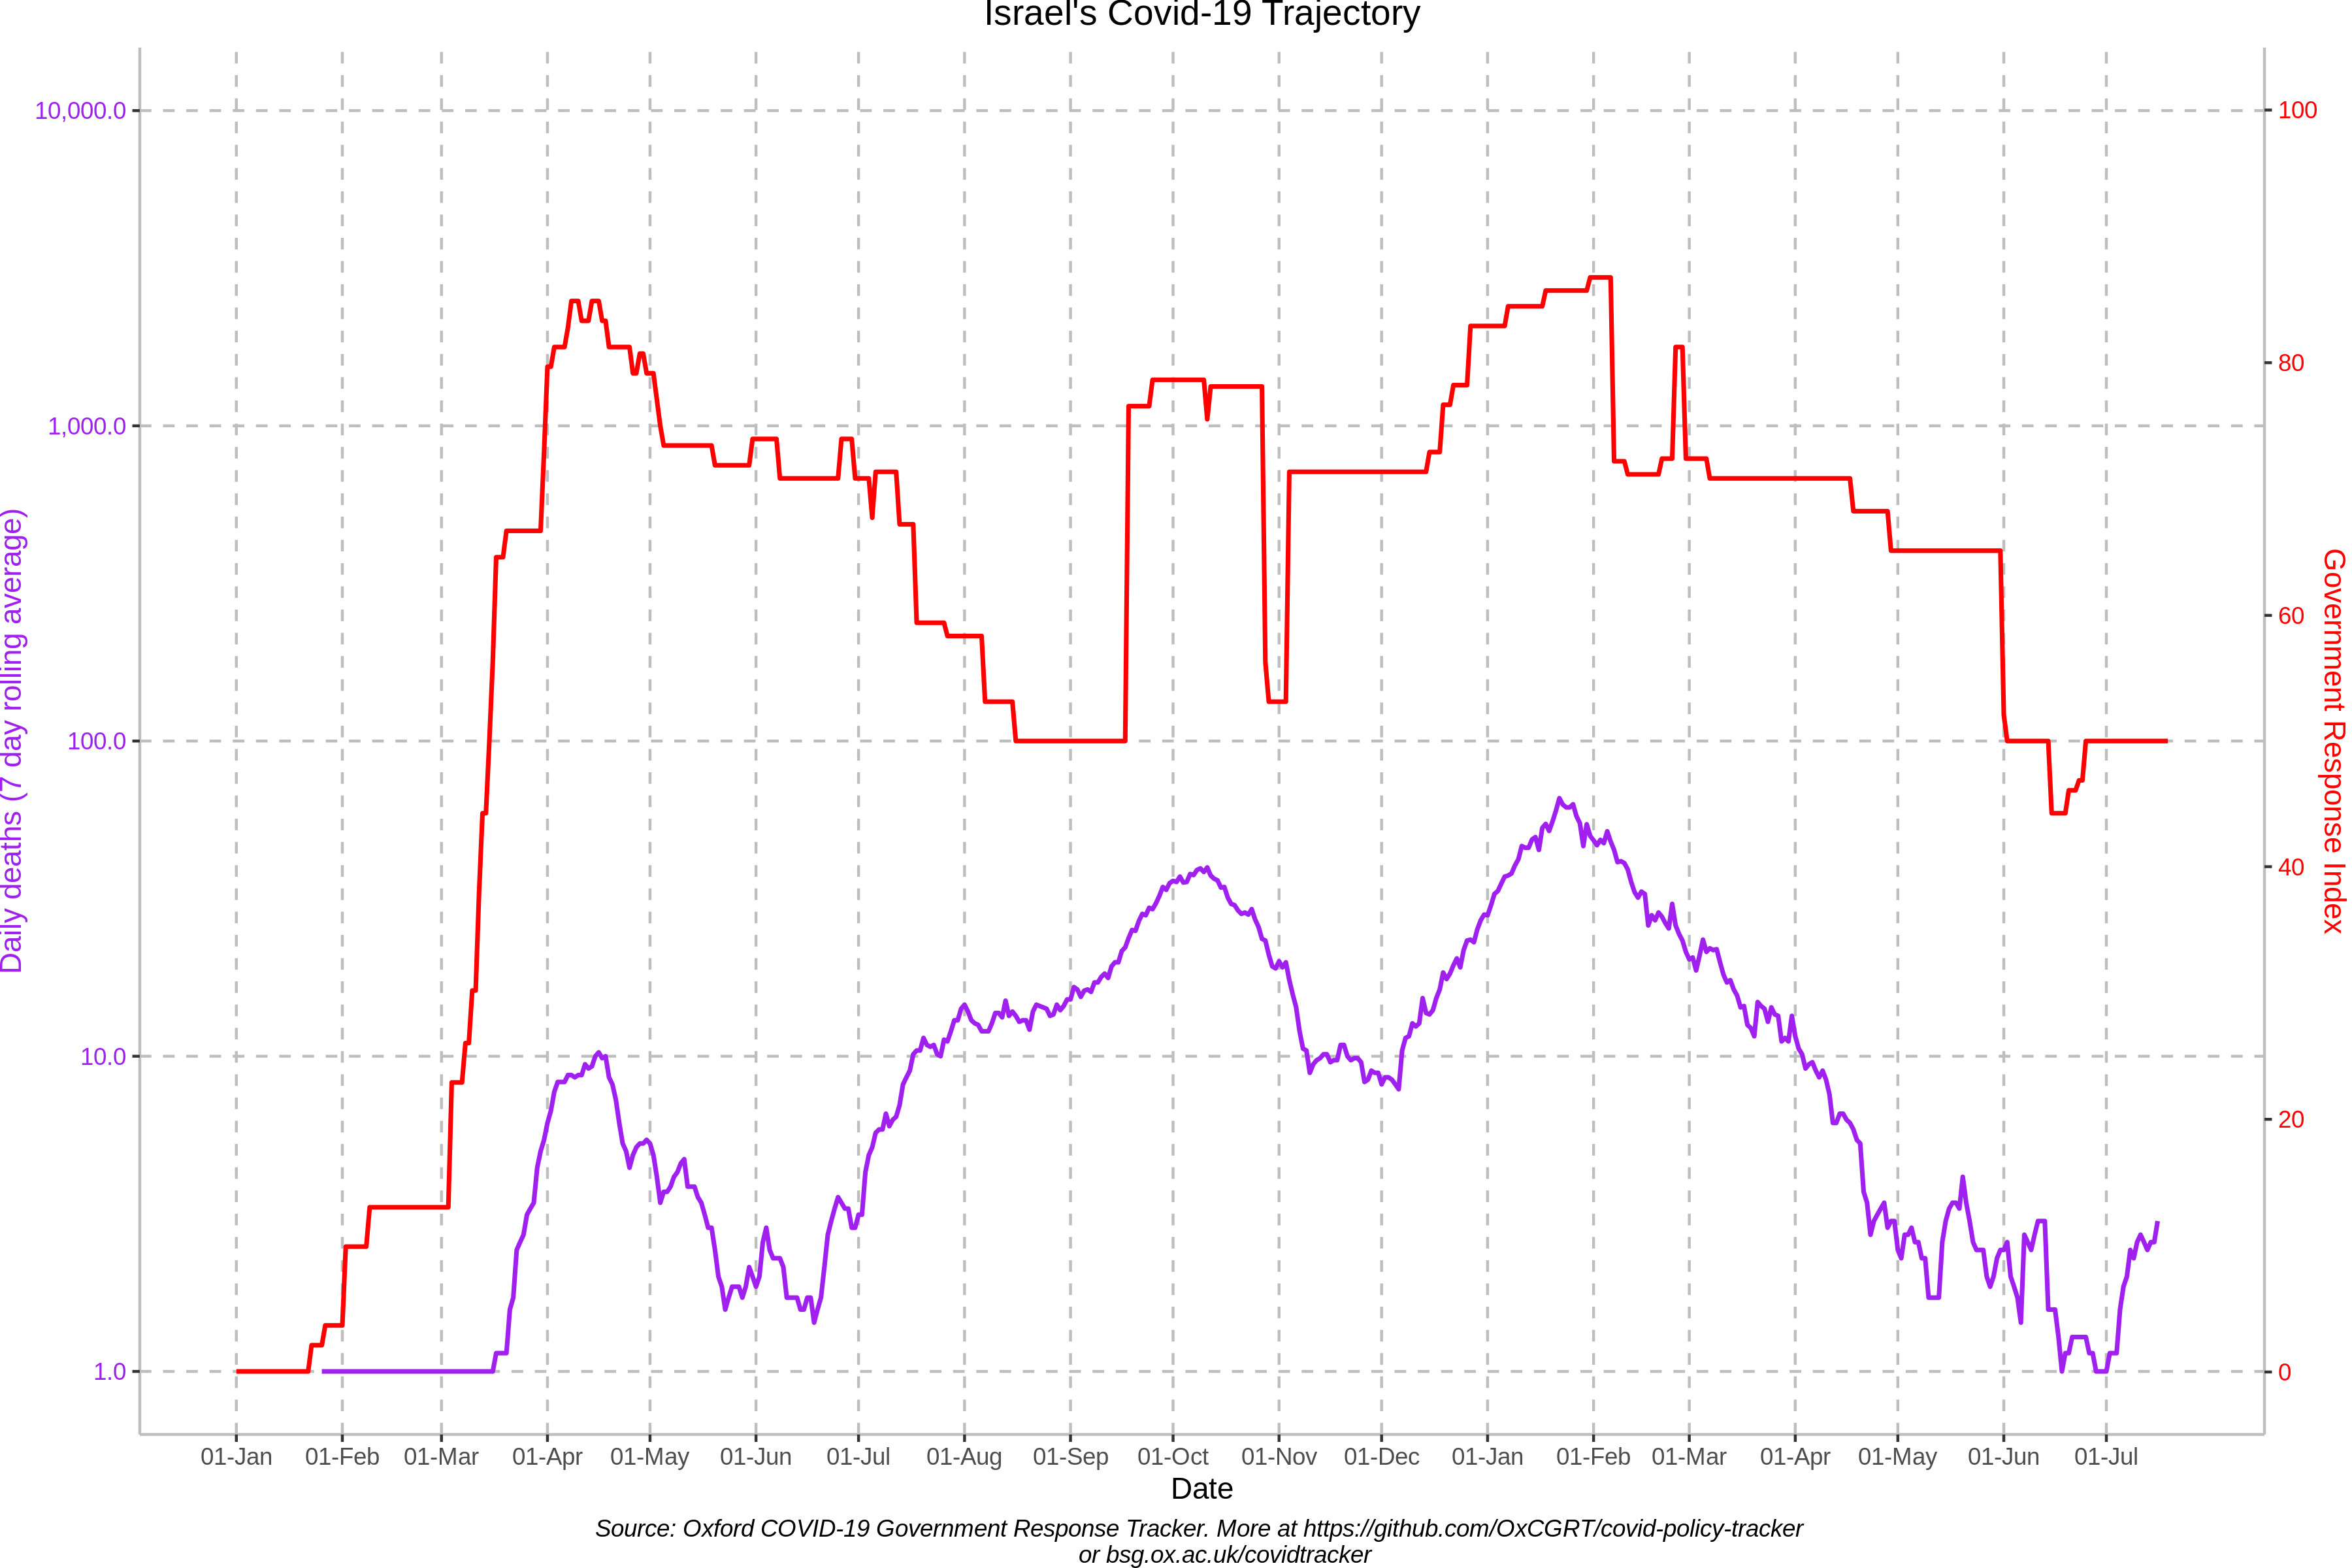 Israel's Covid-19 Trajectory
10,000.0
1,000.0
100.0
10.0
1.0
Daily deaths (7 day rolling average)
100
80
60
40
20
0
Government Response Index
01-Jan 01-Feb 01-Mar 01-Apr 01-May 01-Jun 01-Jul 01-Aug 01-Sep 01-Oct 01-Nov 01-Dec 01-Jan 01-Feb 01-Mar 01-Apr 01-May 01-Jun 01-Jul
Date
Source: Oxford COVID-19 Government Response Tracker. More at https://github.com/OxCGRT/covid-policy-tracker
or bsg.ox.ac.uk/covidtracker